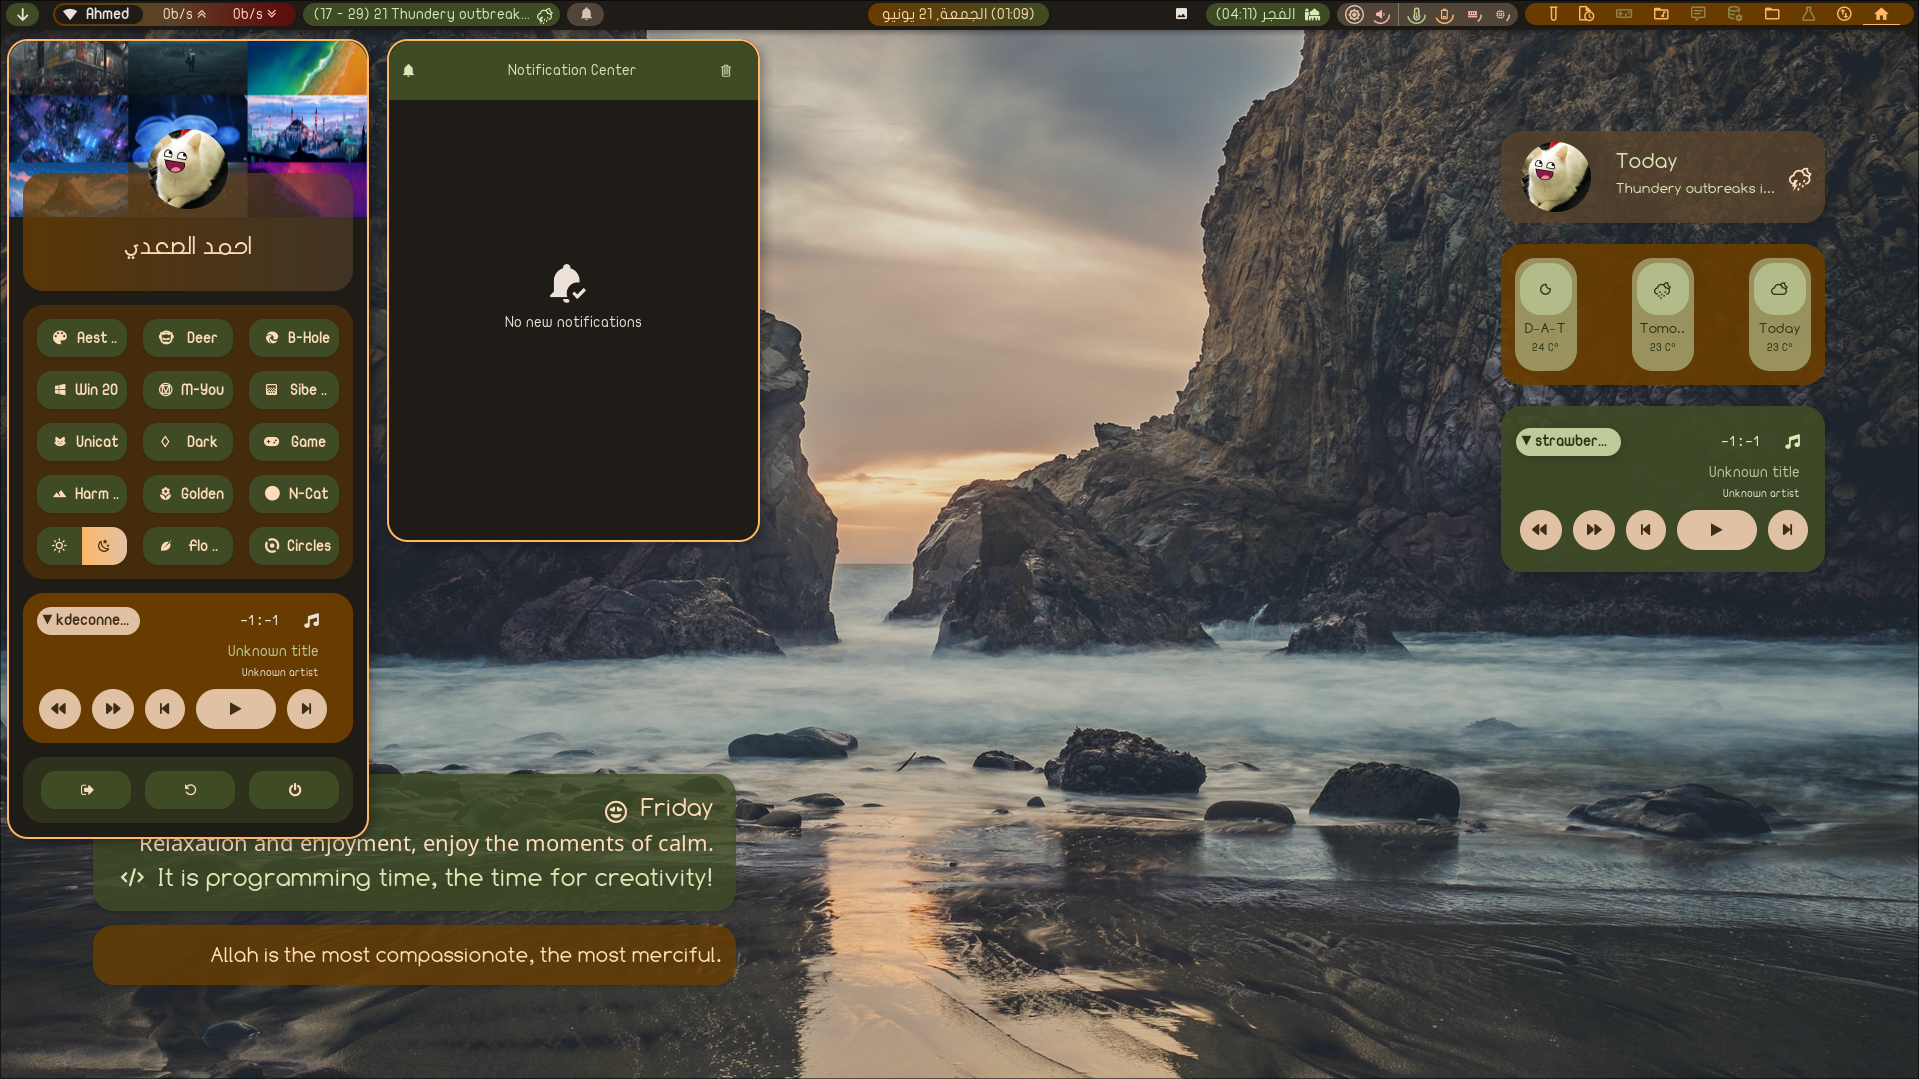 Ahmed
0b/s
0b/s
(17 - 29) 21 Thundery outbreak...
(01:09) الجمعة, 21 يونيو
الفجر (04:11)
Notification Center
No new notifications
احمد الصعدي
Aest ..
Deer
B-Hole
Win 20
M-You
Sibe ..
Unicat
Dark
Game
Harm ..
Golden
N-Cat
Flo ..
Circles
▼ kdeconne...
-1:-1
Unknown title
Unknown artist
Friday
Relaxation and enjoyment, enjoy the moments of calm.
</> It is programming time, the time for creativity!
Allah is the most compassionate, the most merciful.
Today
Thundery outbreaks i...
D-A-T
24 C°
Tomo..
23 C°
Today
23 C°
▼ strawber...
-1:-1
Unknown title
Unknown artist